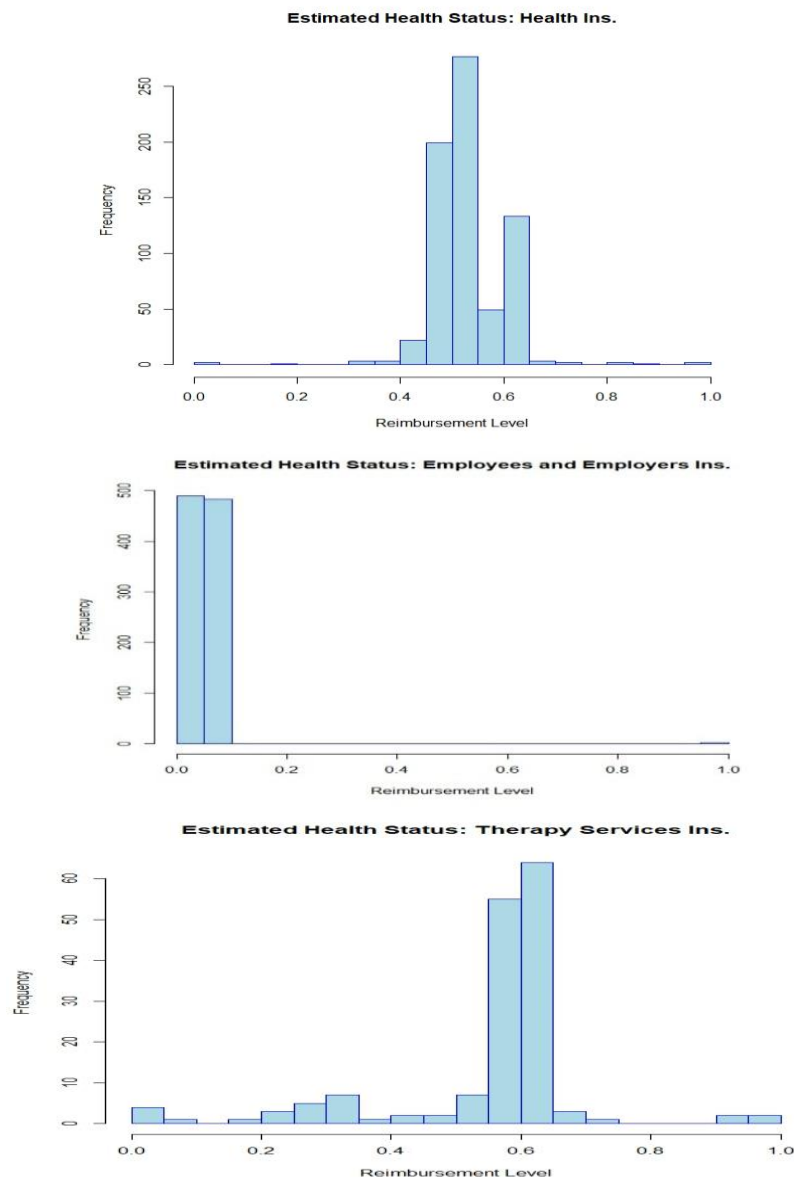 Estimated Health Status: Health Ins.
Frequency
250
200
150
100
50
0
0.0 0.2 0.4 0.6 0.8 1.0
Reimbursement Level
Estimated Health Status: Employees and Employers Ins.
Frequency
500
400
300
200
100
0
0.0 0.2 0.4 0.6 0.8 1.0
Reimbursement Level
Estimated Health Status: Therapy Services Ins.
Frequency
60
50
40
30
20
10
0
0.0 0.2 0.4 0.6 0.8 1.0
Reimbursement Level